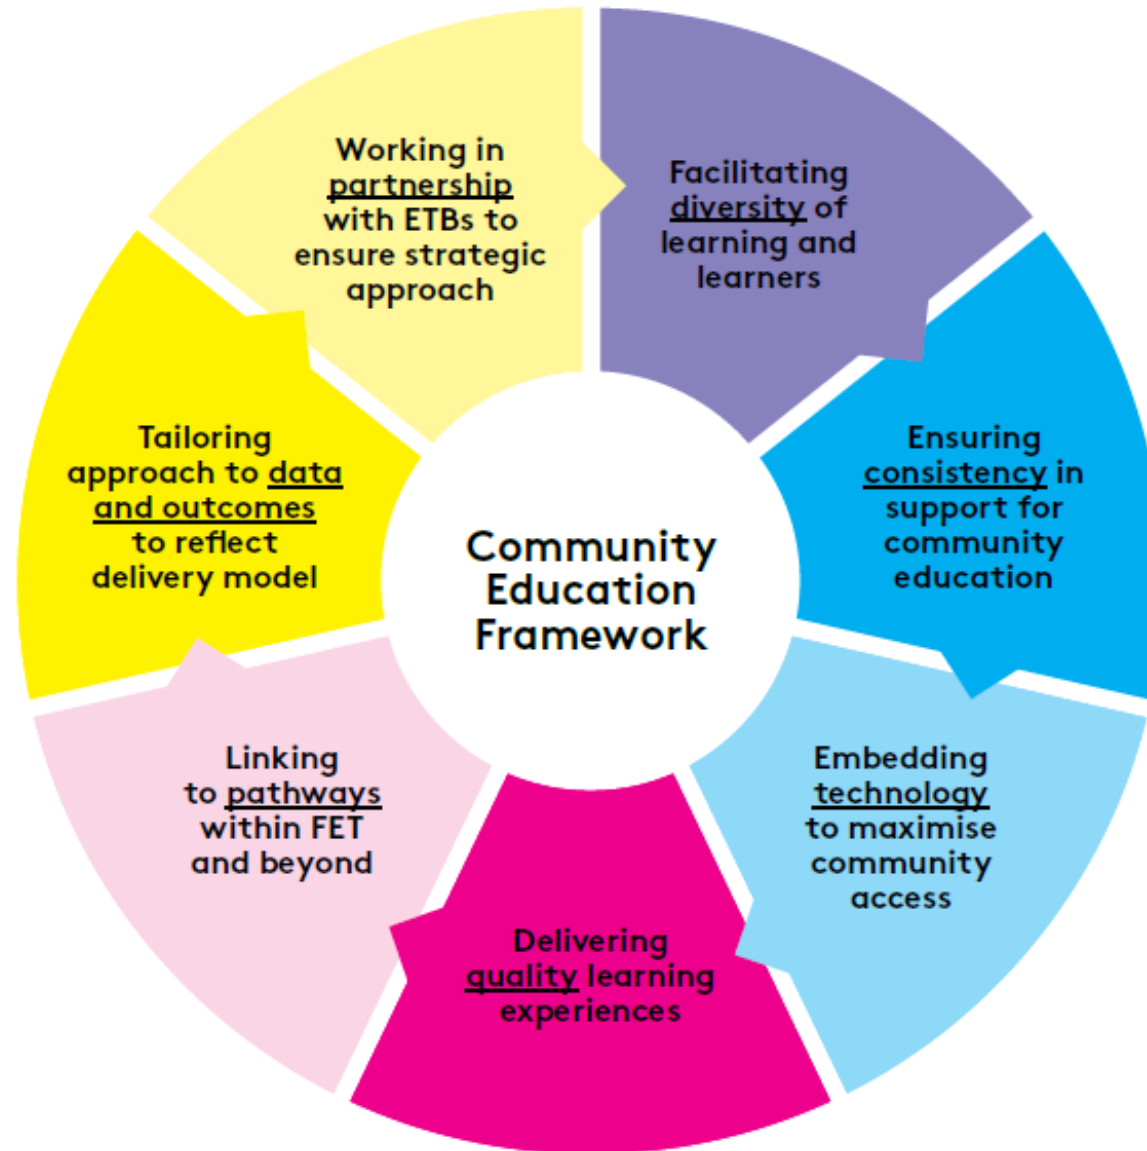 Working in
partnership
with ETBs to
ensure strategic
approach
Facilitating
diversity of
learning and
learners
Ensuring
consistency in
support for
community
education
Embedding
technology
to maximise
community
access
Delivering
quality learning
experiences
Linking
to pathways
within FET
and beyond
Tailoring
approach to data
and outcomes
to reflect
delivery model
Community
Education
Framework